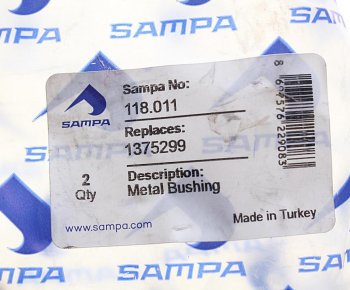 SAMPA
Sampa No:
118.011
SAMPA
Replaces:
1375299
2
Qty
Description:
Metal Bushing
www.sampa.com
Made in Turkey
SAMPA
SAMPA